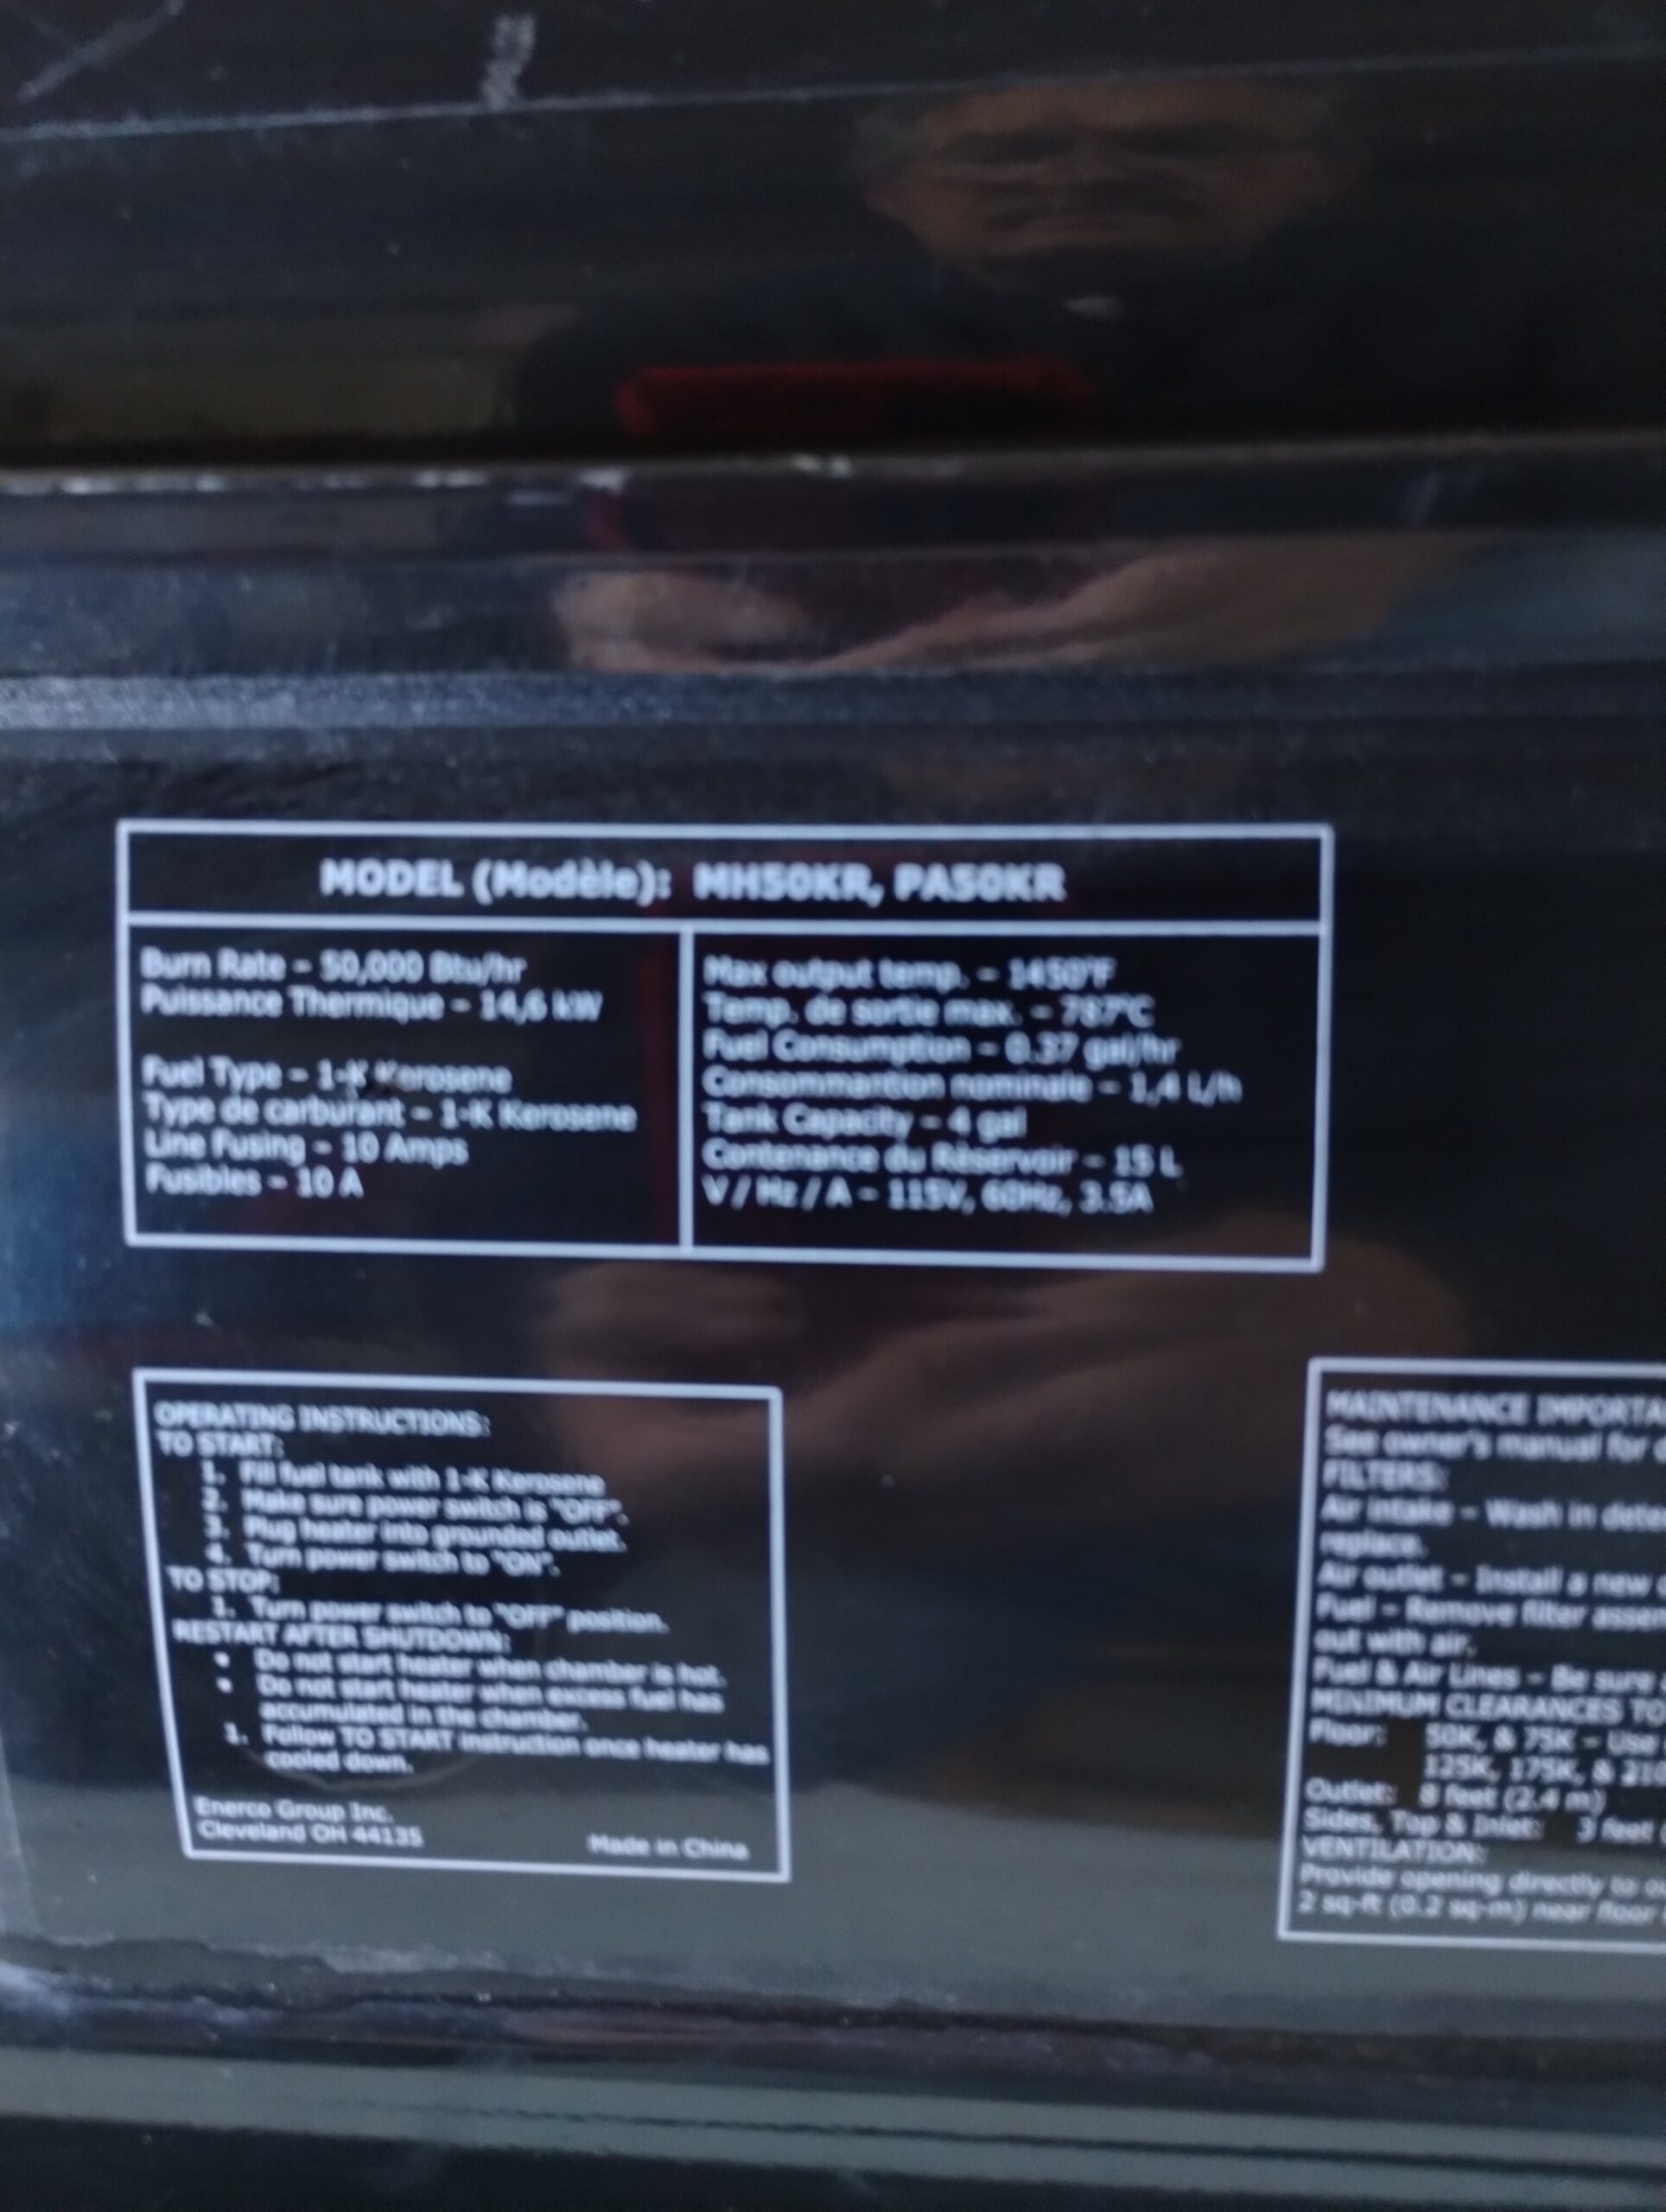 MODEL (Modèle): MH50KR, PA50KR
Burn Rate – 50,000 Btu/hr
Puissance Thermique – 14,6 kW
Fuel Type – 1-K Kerosene
Type de carburant – 1-K Kerosene
Line Fusing – 10 Amps
Fusibles – 10 A
Max output temp. – 1450°F
Temp. de sortie max. – 787°C
Fuel Consumption – 0.37 gal/hr
Consommantion nominale – 1,4 L/h
Tank Capacity – 4 gal
Contenance du Réservoir – 15 L
V / Hz / A – 115V, 60Hz, 3.5A
OPERATING INSTRUCTIONS:
TO START:
1. Fill fuel tank with 1-K Kerosene
2. Make sure power switch is "OFF".
3. Plug heater into grounded outlet.
4. Turn power switch to "ON".
TO STOP:
1. Turn power switch to "OFF" position.
RESTART AFTER SHUTDOWN:
• Do not start heater when chamber is hot.
• Do not start heater when excess fuel has
accumulated in the chamber.
1. Follow TO START instruction once heater has
cooled down.
Enerco Group Inc.
Cleveland OH 44135
Made in China
MAINTENANCE IMPORTA
See owner's manual for
FILTERS:
Air intake – Wash in dete
replace.
Air outlet – Install a new
Fuel – Remove filter assem
out with air.
Fuel & Air Lines – Be sure
MINIMUM CLEARANCES TO
Floor: 50K, & 75K – Use
125K, 175K, & 210
Outlet: 8 feet (2.4 m)
Sides, Top & Inlet: 3 feet (
VENTILATION:
Provide opening directly to ou
2 sq-ft (0.2 sq-m) near floor